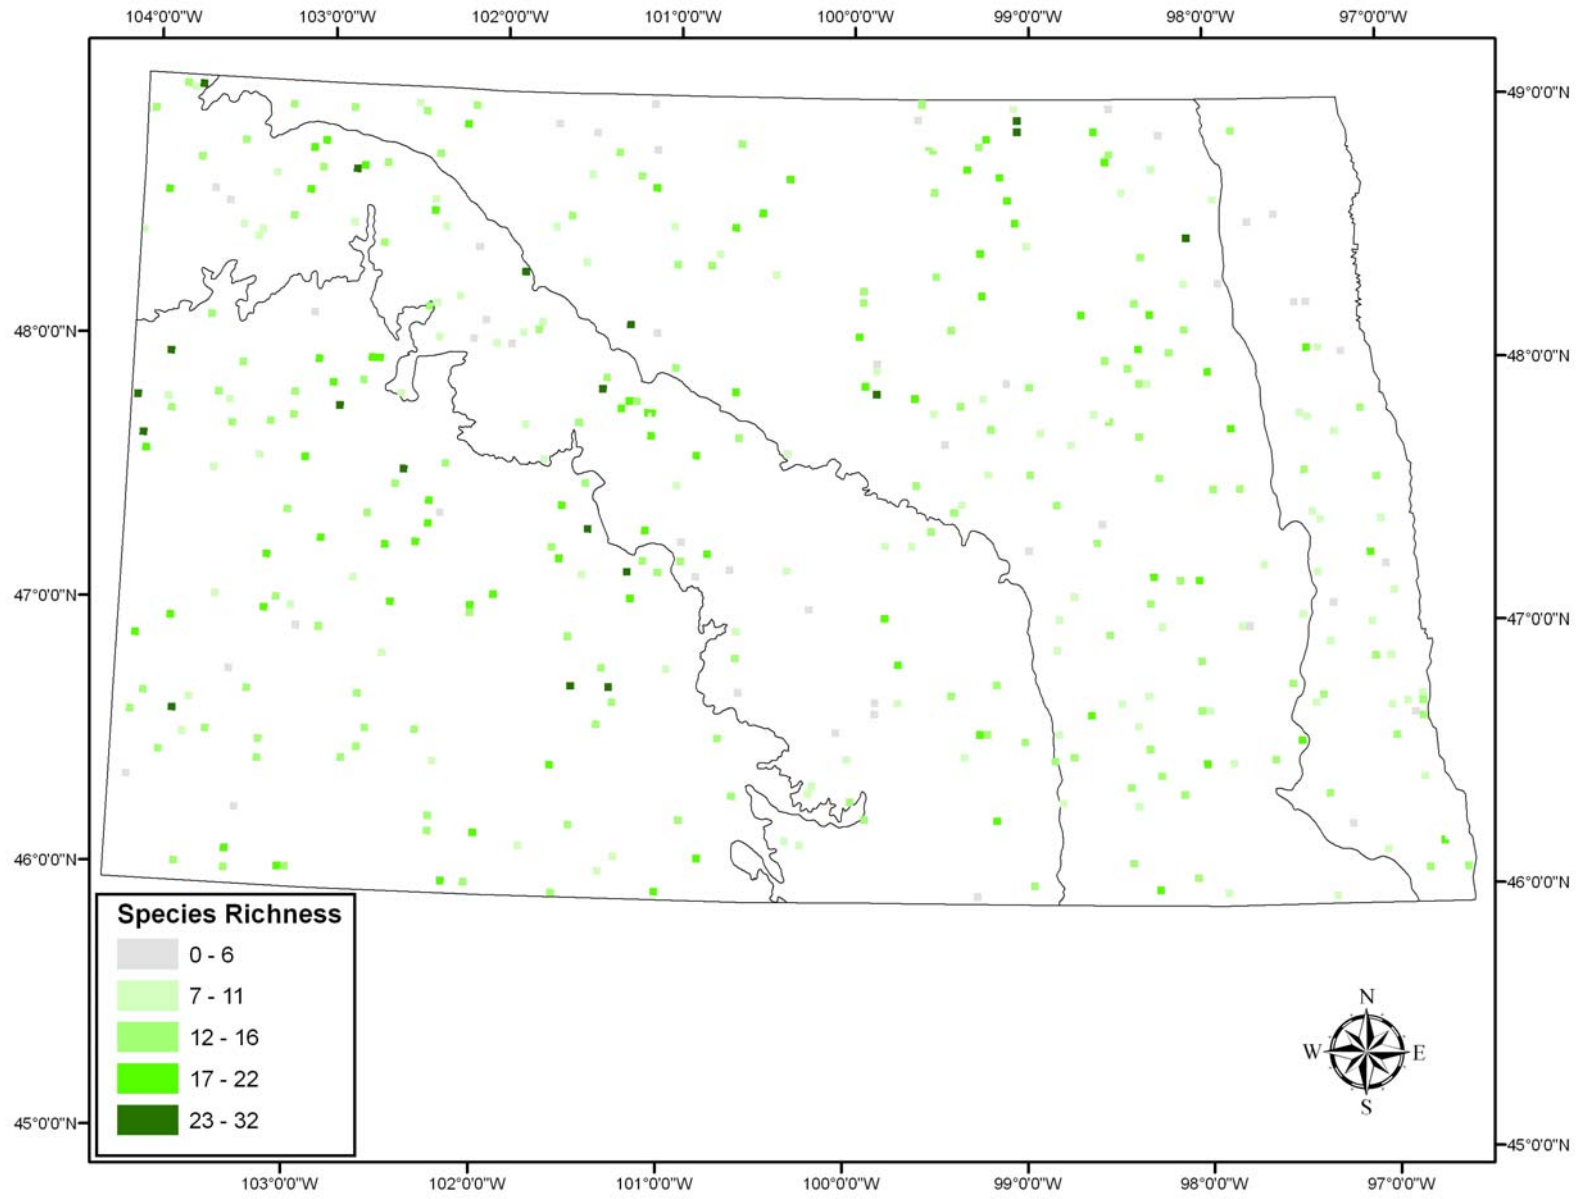 104°0'0"W 103°0'0"W 102°0'0"W 101°0'0"W 100°0'0"W 99°0'0"W 98°0'0"W 97°0'0"W
49°0'0"N
48°0'0"N
48°0'0"N
47°0'0"N
47°0'0"N
46°0'0"N
46°0'0"N
Species Richness
0 - 6
7 - 11
12 - 16
17 - 22
23 - 32
N
W E
S
45°0'0"N
45°0'0"N
103°0'0"W 102°0'0"W 101°0'0"W 100°0'0"W 99°0'0"W 98°0'0"W 97°0'0"W